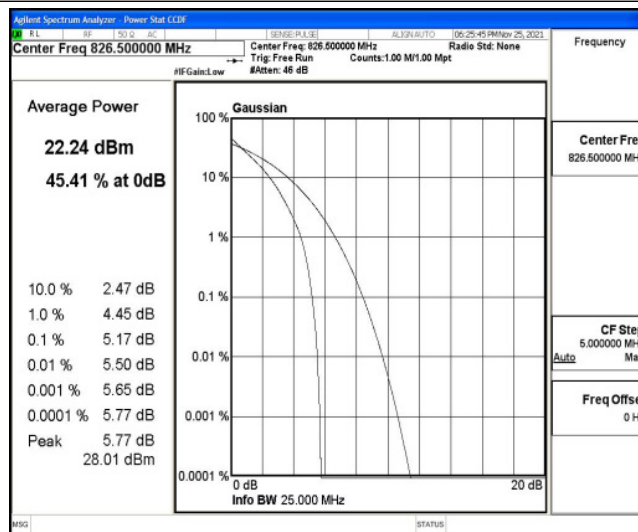 Agilent Spectrum Analyzer - Power Stat CCDF
RL RF 50 Ω AC SENSE:PULSE ALIGNAUTO 06:25:45 PM Nov 25, 2021
Center Freq 826.500000 MHz
Center Freq: 826.500000 MHz Radio Std: None
Trig: Free Run Counts:1.00 M/1.00 Mpt
#IFGain:Low #Atten: 46 dB
Frequency
Average Power
22.24 dBm
45.41 % at 0dB
10.0 % 2.47 dB
1.0 % 4.45 dB
0.1 % 5.17 dB
0.01 % 5.50 dB
0.001 % 5.65 dB
0.0001 % 5.77 dB
Peak 5.77 dB
28.01 dBm
Gaussian
100 %
10 %
1 %
0.1 %
0.01 %
0.001 %
0.0001 %
0 dB 20 dB
Info BW 25.000 MHz
Center Fre
826.500000 MH
CF Ste
5.000000 MH
Auto Ma
Freq Offse
0 H
MSG STATUS